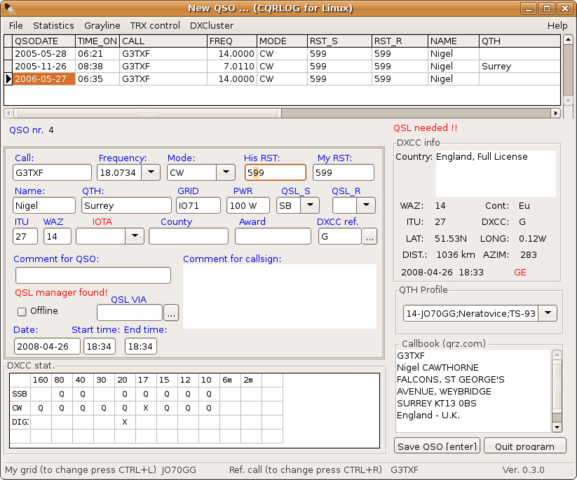 New QSO ... (CQRLOG for Linux)
File Statistics Grayline TRX control DXCluster
QSODATE TIME_ON CALL FREQ MODE RST_S RST_R NAME QTH
2005-05-28 06:21 G3TXF 14.0000 CW 599 599 Nigel
2005-11-26 08:38 G3TXF 7.0110 CW 599 599 Nigel Surrey
2006-05-27 06:35 G3TXF 14.0000 CW 599 599 Nigel
QSO nr. 4
QSL needed !!
Call: Frequency: Mode: His RST: My RST:
G3TXF 18.0734 CW 599 599
Name: QTH: GRID PWR QSL_S QSL_R
Nigel Surrey IO71 100 W SB
ITU WAZ IOTA County Award DXCC ref.
27 14 G ...
Comment for QSO: Comment for callsign:
QSL manager found!
QSL VIA
Offline ...
Date: Start time: End time:
2008-04-26 18:34 18:34
DXCC info
Country: England, Full License
WAZ: 14 Cont: Eu
ITU: 27 DXCC: G
LAT: 51.53N LONG: 0.12W
DIST.: 1036 km AZIM: 283
2008-04-26 18:33 GE
QTH Profile
14-JO70GG;Neratovice;TS-93
Callbook (qrz.com)
G3TXF
Nigel CAWTHORNE
FALCONS, ST GEORGE'S
AVENUE, WEYBRIDGE
SURREY KT13 0BS
England - U.K.
DXCC stat.
160 80 40 30 20 17 15 12 10 6m 2m
SSB Q Q Q Q Q Q Q
CW Q Q Q Q Q X Q Q Q
DIGI X
Save QSO [enter] Quit program
My grid (to change press CTRL+L) JO70GG Ref. call (to change press CTRL+R) G3TXF Ver. 0.3.0